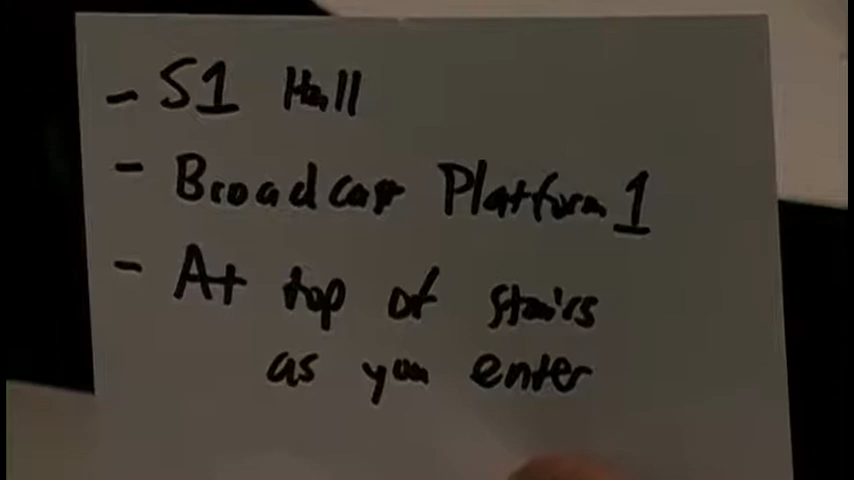 - S1 Hall
- Broadcast Platform 1
- At top of stairs
as you enter